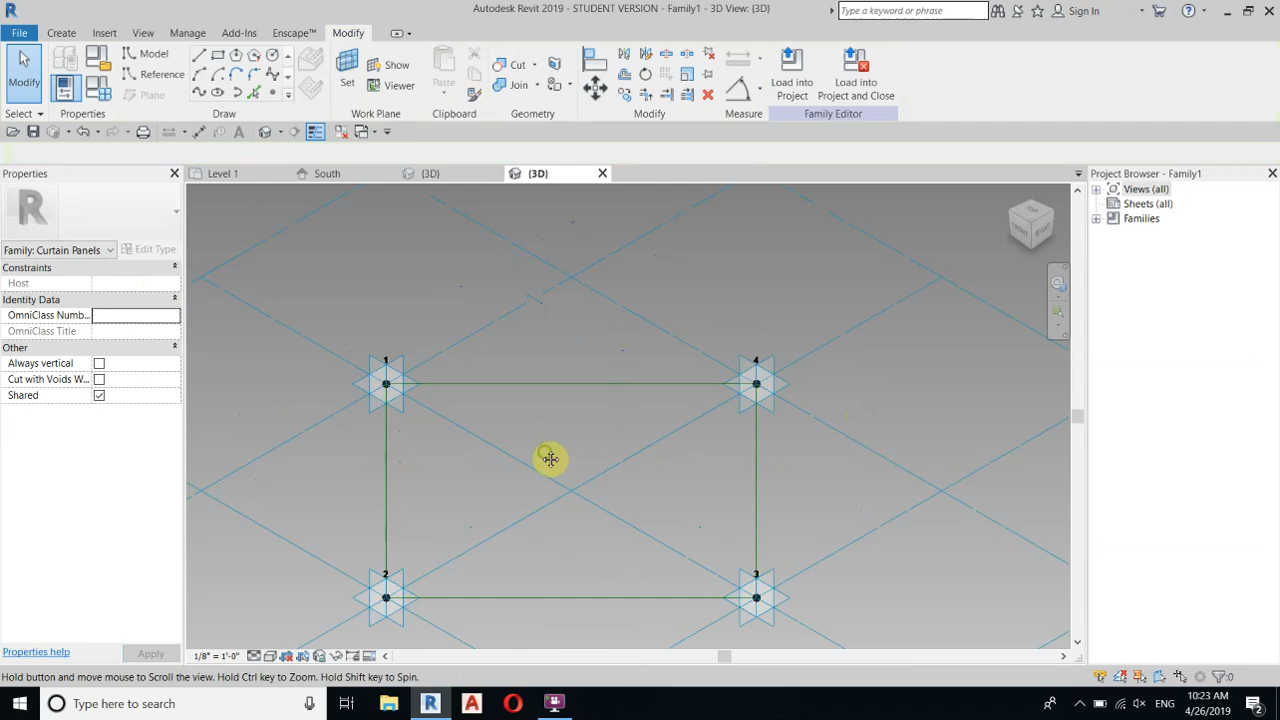 Autodesk Revit 2019 - STUDENT VERSION - Family1 - 3D View: {3D}
Type a keyword or phrase
Sign In
File Create Insert View Manage Add-Ins Enscape™ Modify
Modify
Select
Properties
Model
Reference
Plane
Draw
Set
Show
Viewer
Work Plane
Paste
Clipboard
Cut
Join
Geometry
Modify
Measure
Load into
Project
Load into
Project and Close
Family Editor
Properties
Level 1
South
{3D}
{3D}
Project Browser - Family1
Views (all)
Sheets (all)
Families
R
Family: Curtain Panels
Edit Type
Constraints
Host
Identity Data
OmniClass Numb...
OmniClass Title
Other
Always vertical
Cut with Voids W...
Shared
TOP
FRONT
RIGHT
1
4
2
3
Properties help
Apply
1/8" = 1'-0"
Hold button and move mouse to Scroll the view. Hold Ctrl key to Zoom. Hold Shift key to Spin.
:0
Type here to search
ENG
10:23 AM
4/26/2019
2